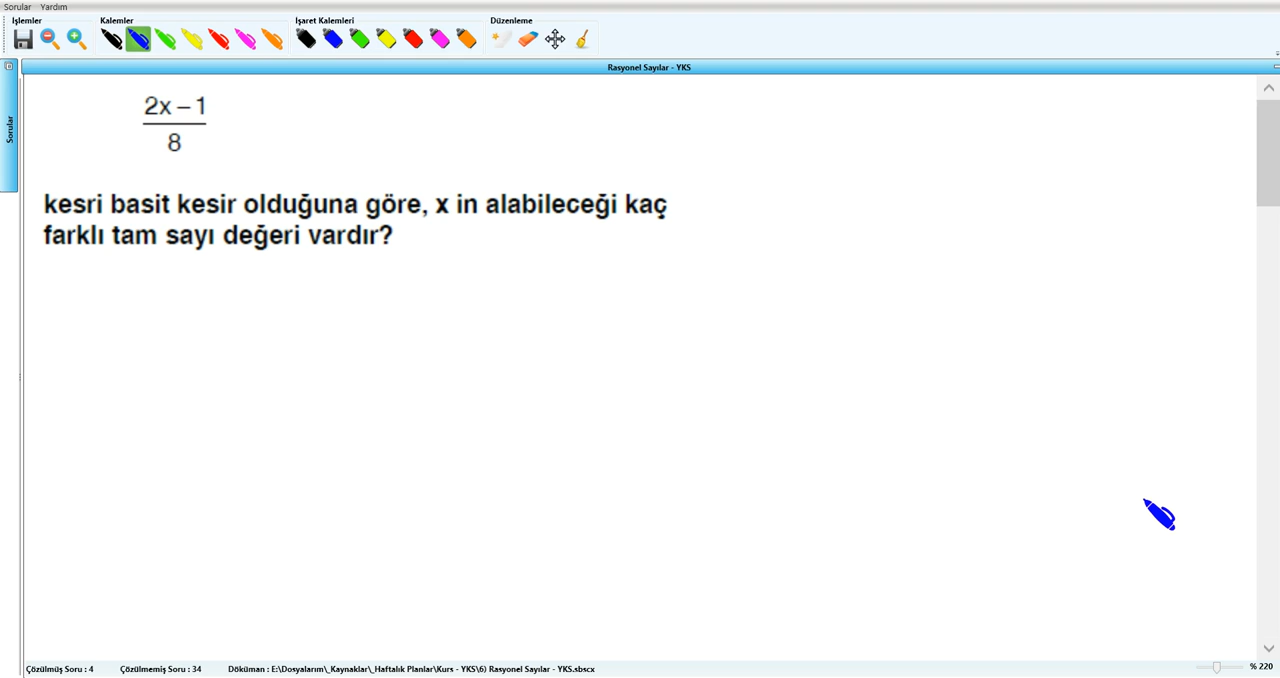 Sorular Yardım
İşlemler Kalemler İşaret Kalemleri Düzenleme
Rasyonel Sayılar - YKS
Sorular
2x – 1
8
kesri basit kesir olduğuna göre, x in alabileceği kaç
farklı tam sayı değeri vardır?
Çözülmüş Soru : 4 Çözülmemiş Soru : 34 Döküman : E:\Dosyalarım\_Kaynaklar\_Haftalık Planlar\Kurs - YKS\6) Rasyonel Sayılar - YKS.sbscx % 220